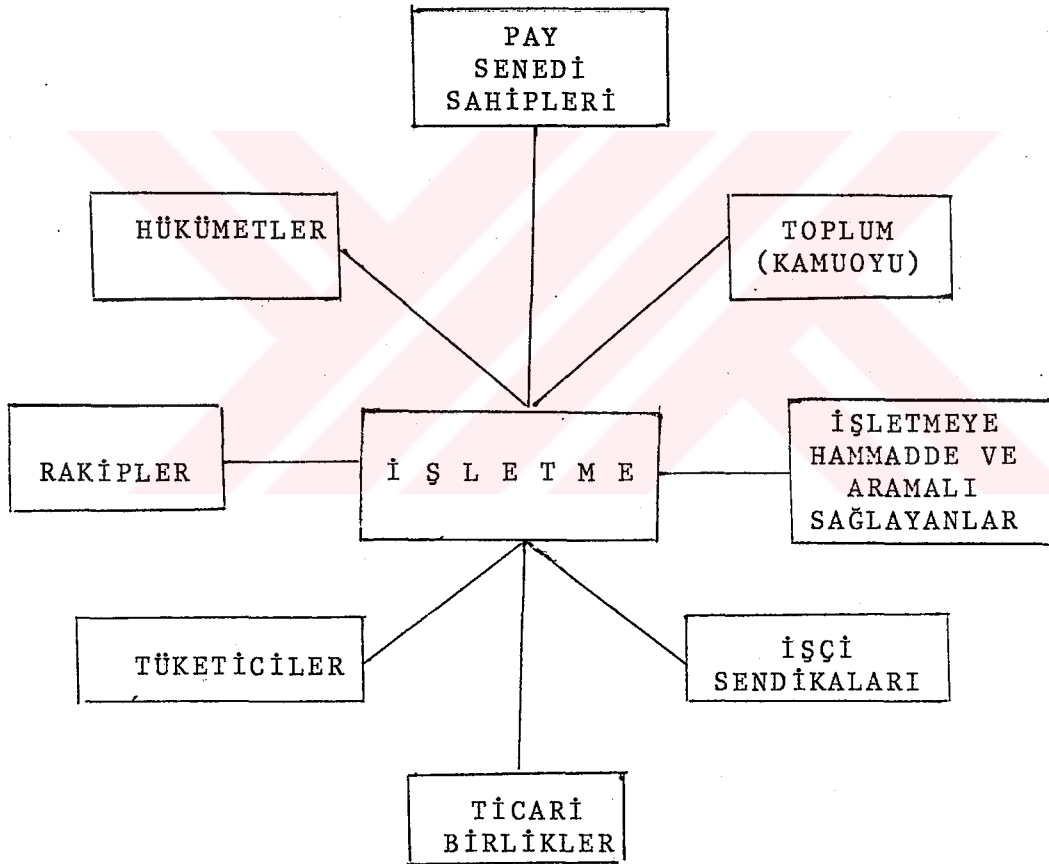 PAY
SENEDİ
SAHİPLERİ
HÜKÜMETLER
TOPLUM
(KAMUOYU)
RAKİPLER
İ Ş L E T M E
İŞLETMEYE
HAMMADDE VE
ARAMALI
SAĞLAYANLAR
TÜKETİCİLER
İŞÇİ
SENDİKALARI
TİCARİ
BİRLİKLER